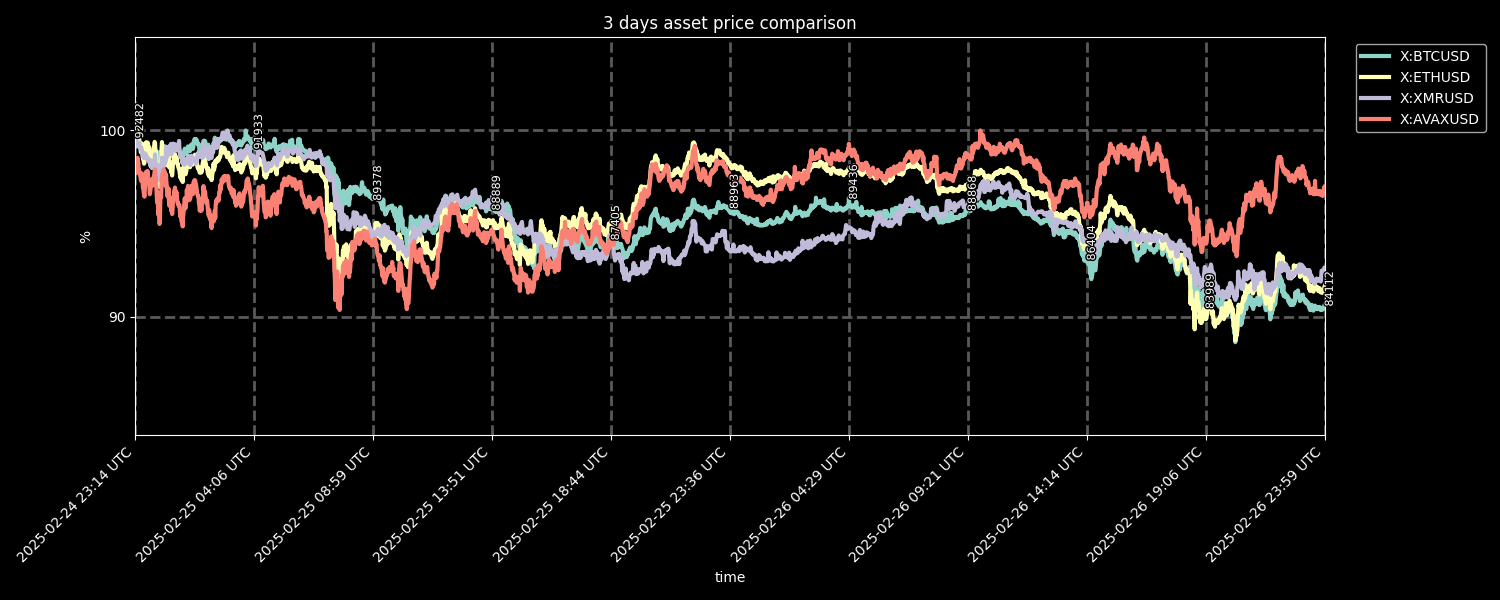 3 days asset price comparison
X:BTCUSD
X:ETHUSD
X:XMRUSD
X:AVAXUSD
%
100
90
92482
91933
89378
88889
87405
88963
89436
88868
86404
83989
84112
2025-02-24 23:14 UTC
2025-02-25 04:06 UTC
2025-02-25 08:59 UTC
2025-02-25 13:51 UTC
2025-02-25 18:44 UTC
2025-02-25 23:36 UTC
2025-02-26 04:29 UTC
2025-02-26 09:21 UTC
2025-02-26 14:14 UTC
2025-02-26 19:06 UTC
2025-02-26 23:59 UTC
time